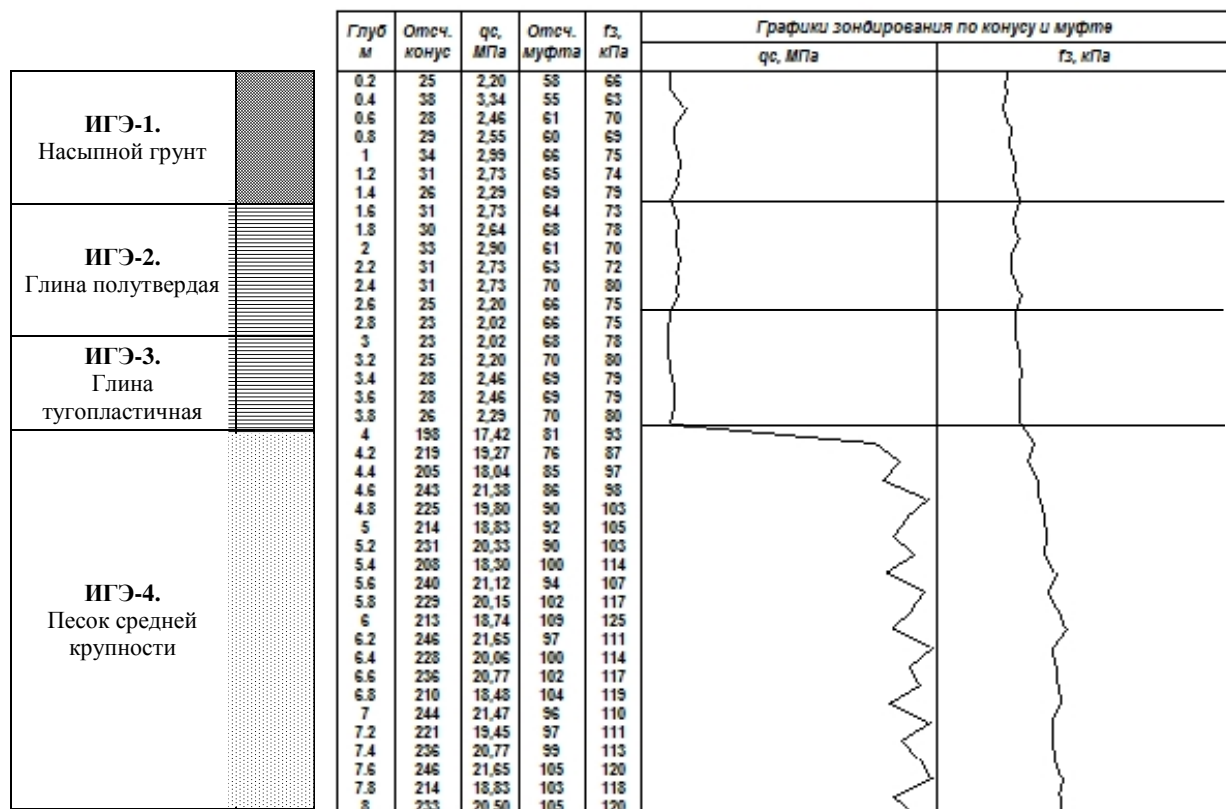 Глуб м Отсч. конус qc, МПа Отсч. муфта fз, кПа Графики зондирования по конусу и муфте
qc, МПа fз, кПа
ИГЭ-1.
Насыпной грунт
ИГЭ-2.
Глина полутвердая
ИГЭ-3.
Глина
тугопластичная
ИГЭ-4.
Песок средней
крупности
0.2 25 2,20 58 66
0.4 38 3,34 55 63
0.6 28 2,46 61 70
0.8 29 2,55 60 69
1 34 2,99 66 75
1.2 31 2,73 65 74
1.4 26 2,29 69 79
1.6 31 2,73 64 73
1.8 30 2,64 68 78
2 33 2,90 61 70
2.2 31 2,73 63 72
2.4 31 2,73 70 80
2.6 25 2,20 66 75
2.8 23 2,02 66 75
3 23 2,02 68 78
3.2 25 2,20 70 80
3.4 28 2,46 69 79
3.6 28 2,46 69 79
3.8 26 2,29 70 80
4 198 17,42 81 93
4.2 219 19,27 76 87
4.4 205 18,04 85 97
4.6 243 21,38 86 98
4.8 225 19,80 90 103
5 214 18,83 92 105
5.2 231 20,33 90 103
5.4 208 18,30 100 114
5.6 240 21,12 94 107
5.8 229 20,15 102 117
6 213 18,74 109 125
6.2 246 21,65 97 111
6.4 228 20,06 100 114
6.6 236 20,77 102 117
6.8 210 18,48 104 119
7 244 21,47 96 110
7.2 221 19,45 97 111
7.4 236 20,77 99 113
7.6 246 21,65 105 120
7.8 214 18,83 103 118
8 233 20,50 105 120